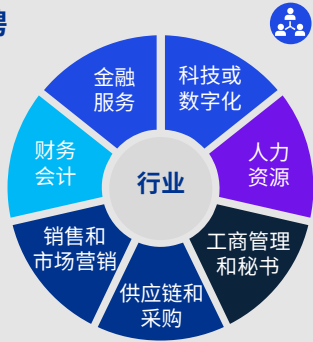 金融
服务
科技或
数字化
财务
会计
人力
资源
行业
销售和
市场营销
工商管理
和秘书
供应链和
采购